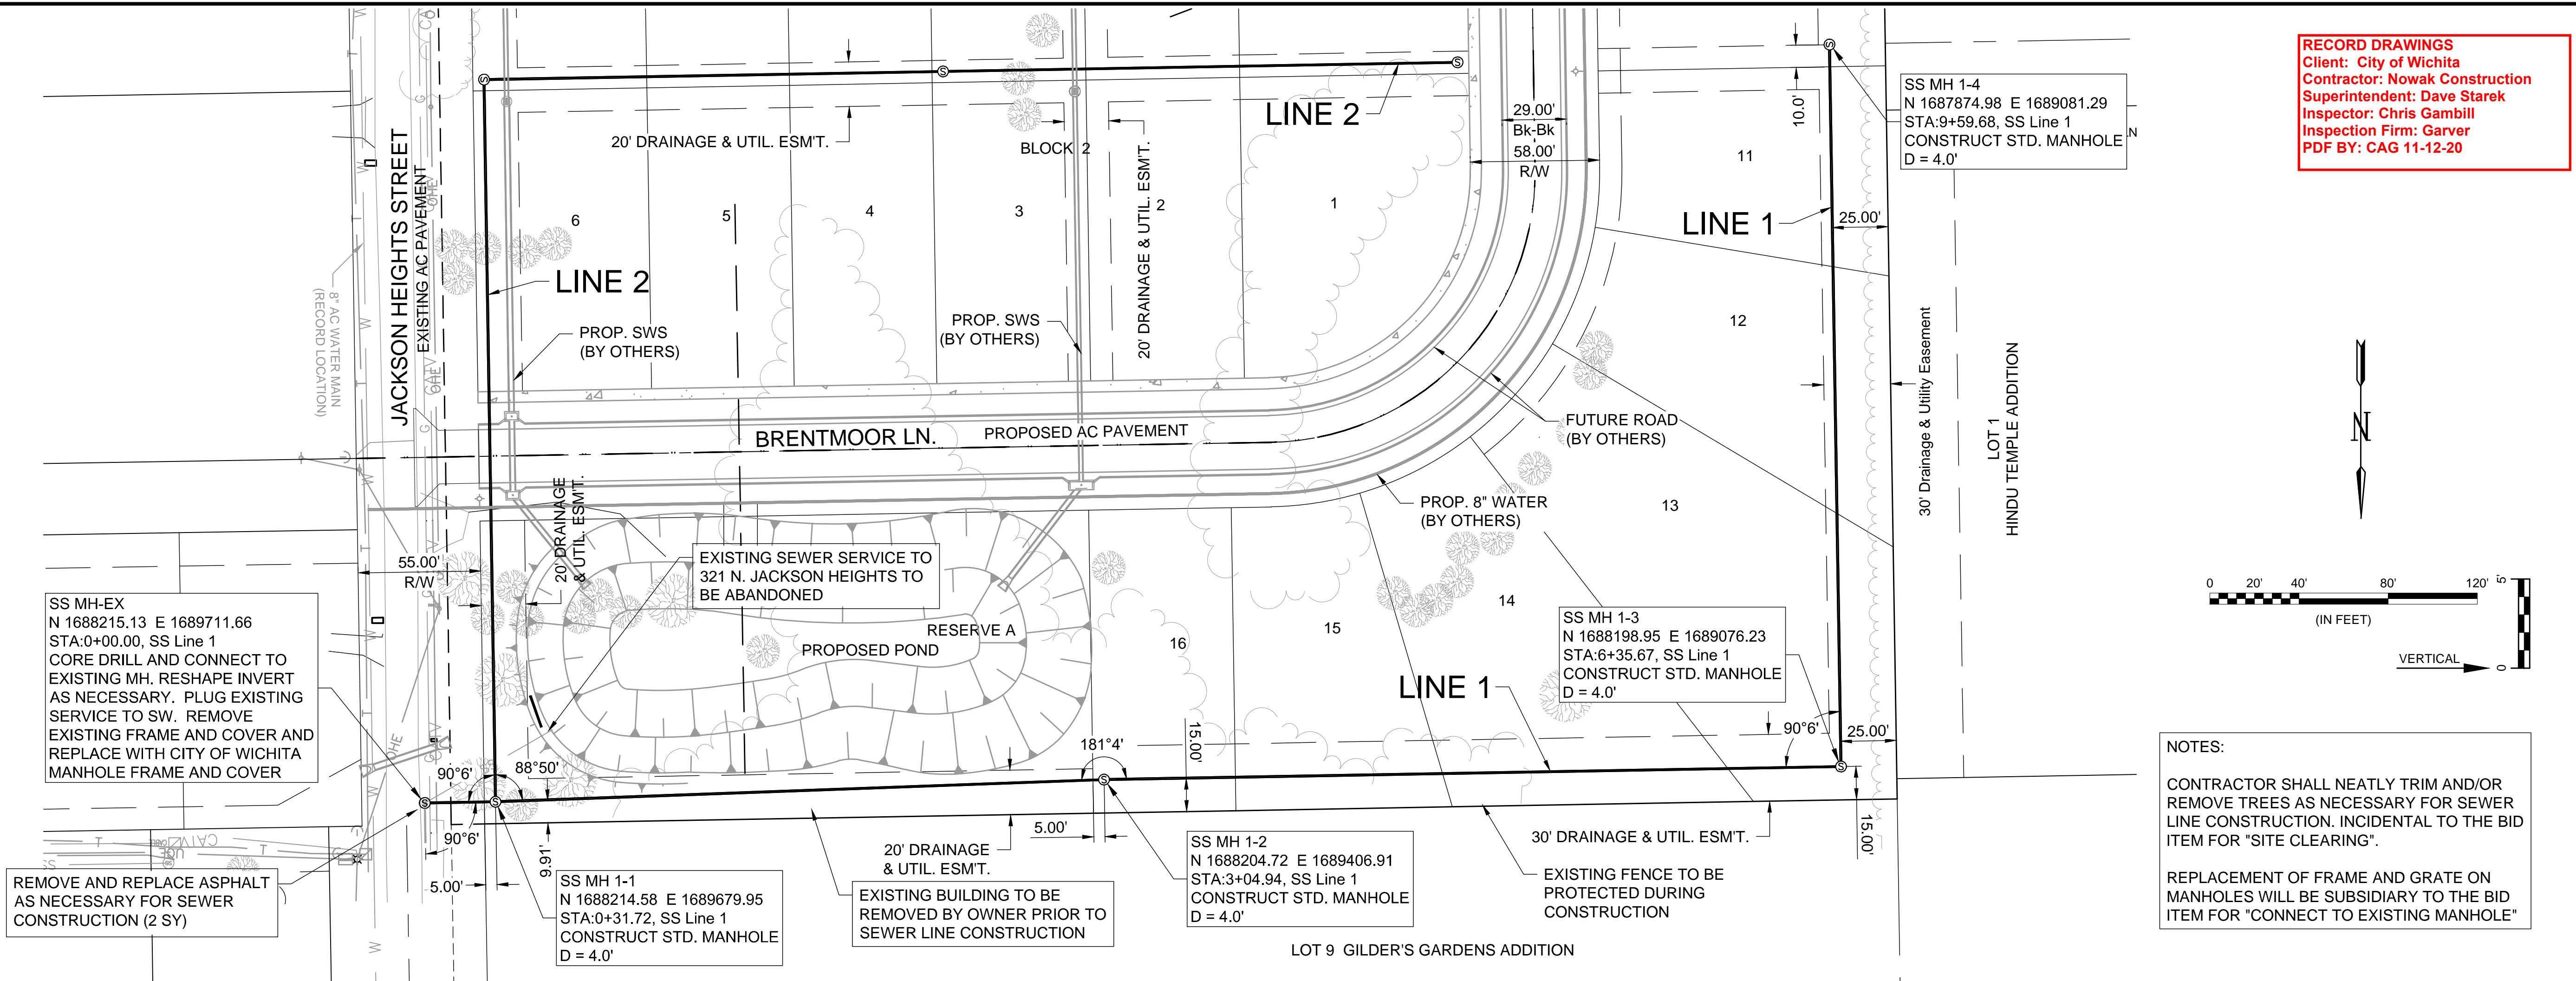 RECORD DRAWINGS
Client: City of Wichita
Contractor: Nowak Construction
Superintendent: Dave Starek
Inspector: Chris Gambill
Inspection Firm: Garver
PDF BY: CAG 11-12-20
SS MH 1-4
N 1687874.98 E 1689081.29
STA:9+59.68, SS Line 1
CONSTRUCT STD. MANHOLE
D = 4.0'
N
10.0'
LINE 2
29.00'
Bk-Bk
58.00'
R/W
20' DRAINAGE & UTIL. ESM'T.
BLOCK 2
20' DRAINAGE & UTIL. ESM'T.
JACKSON HEIGHTS STREET
EXISTING AC PAVEMENT
8" AC WATER MAIN
(RECORD LOCATION)
6
5
4
3
2
1
11
LINE 1
25.00'
LINE 2
PROP. SWS
(BY OTHERS)
PROP. SWS
(BY OTHERS)
12
30' Drainage & Utility Easement
LOT 1
HINDU TEMPLE ADDITION
N
BRENTMOOR LN.
PROPOSED AC PAVEMENT
FUTURE ROAD
(BY OTHERS)
PROP. 8" WATER
(BY OTHERS)
13
20' DRAINAGE
& UTIL. ESM'T.
55.00'
R/W
EXISTING SEWER SERVICE TO
321 N. JACKSON HEIGHTS TO
BE ABANDONED
RESERVE A
PROPOSED POND
16
15
14
0 20' 40' 80' 120'
(IN FEET)
5'
0
VERTICAL
SS MH-EX
N 1688215.13 E 1689711.66
STA:0+00.00, SS Line 1
CORE DRILL AND CONNECT TO
EXISTING MH. RESHAPE INVERT
AS NECESSARY. PLUG EXISTING
SERVICE TO SW. REMOVE
EXISTING FRAME AND COVER AND
REPLACE WITH CITY OF WICHITA
MANHOLE FRAME AND COVER
SS MH 1-3
N 1688198.95 E 1689076.23
STA:6+35.67, SS Line 1
CONSTRUCT STD. MANHOLE
D = 4.0'
LINE 1
90°6'
25.00'
15.00'
181°4'
15.00'
90°6'
88°50'
90°6'
OHE
CATV
5.00'
9.91'
5.00'
REMOVE AND REPLACE ASPHALT
AS NECESSARY FOR SEWER
CONSTRUCTION (2 SY)
SS MH 1-1
N 1688214.58 E 1689679.95
STA:0+31.72, SS Line 1
CONSTRUCT STD. MANHOLE
D = 4.0'
20' DRAINAGE
& UTIL. ESM'T.
EXISTING BUILDING TO BE
REMOVED BY OWNER PRIOR TO
SEWER LINE CONSTRUCTION
SS MH 1-2
N 1688204.72 E 1689406.91
STA:3+04.94, SS Line 1
CONSTRUCT STD. MANHOLE
D = 4.0'
30' DRAINAGE & UTIL. ESM'T.
EXISTING FENCE TO BE
PROTECTED DURING
CONSTRUCTION
LOT 9 GILDER'S GARDENS ADDITION
NOTES:
CONTRACTOR SHALL NEATLY TRIM AND/OR
REMOVE TREES AS NECESSARY FOR SEWER
LINE CONSTRUCTION. INCIDENTAL TO THE BID
ITEM FOR "SITE CLEARING".
REPLACEMENT OF FRAME AND GRATE ON
MANHOLES WILL BE SUBSIDIARY TO THE BID
ITEM FOR "CONNECT TO EXISTING MANHOLE"